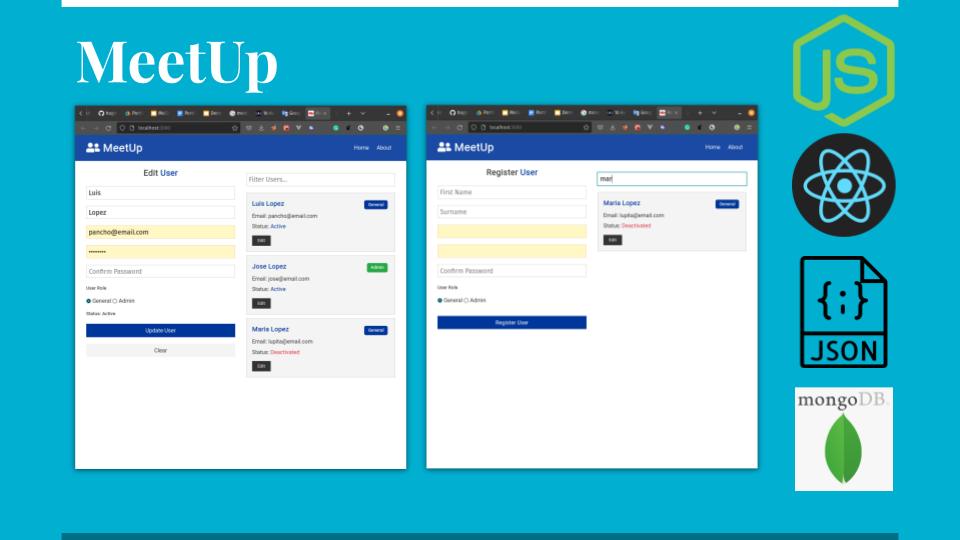 MeetUp
localhost:3000
MeetUp
Home About
Edit User
Luis
Lopez
pancho@email.com
••••••••
Confirm Password
User Role
General Admin
Status: Active
Update User
Clear
Filter Users...
Luis Lopez
General
Email: pancho@email.com
Status: Active
Edit
Jose Lopez
Admin
Email: jose@email.com
Status: Active
Edit
Maria Lopez
General
Email: lupita@email.com
Status: Deactivated
Edit
localhost:3000
MeetUp
Home About
Register User
First Name
Surname
Confirm Password
User Role
General Admin
Register User
mar
Maria Lopez
General
Email: lupita@email.com
Status: Deactivated
Edit
JS
{;}
JSON
mongoDB